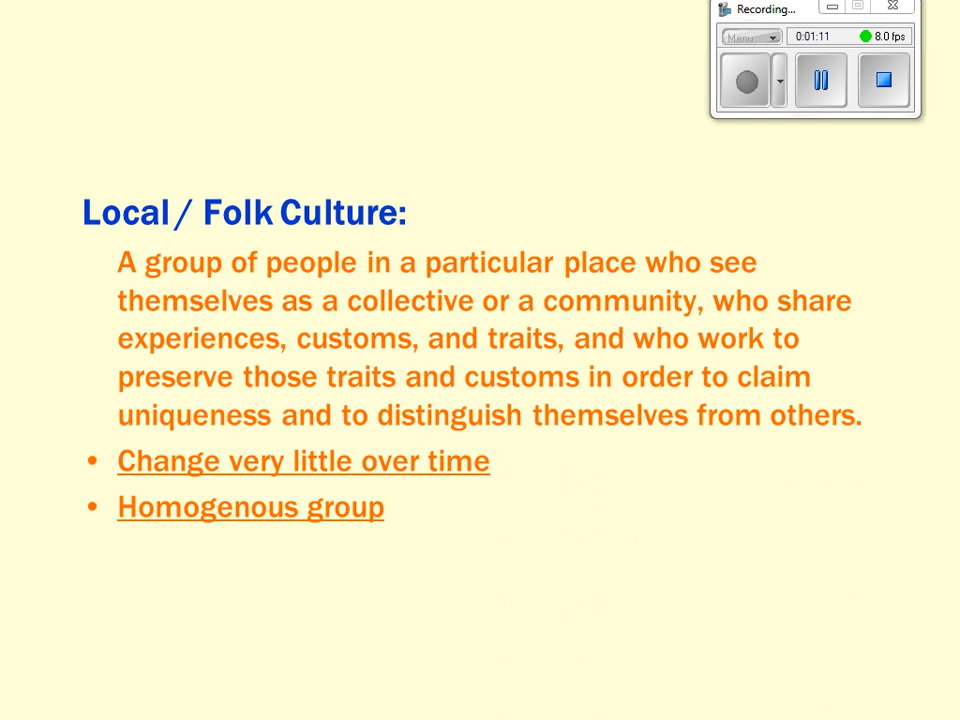 Recording...
Menu
0:01:11
8.0 fps
Local / Folk Culture:
A group of people in a particular place who see
themselves as a collective or a community, who share
experiences, customs, and traits, and who work to
preserve those traits and customs in order to claim
uniqueness and to distinguish themselves from others.
• Change very little over time
• Homogenous group